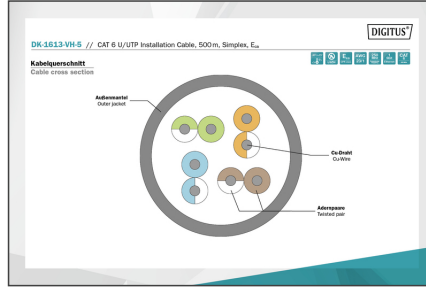 DIGITUS®
DK-1613-VH-5 // CAT 6 U/UTP Installation Cable, 500 m, Simplex, Eca
Kabelquerschnitt
Cable cross section
Außenmantel
Outer jacket
Cu-Draht
Cu-Wire
Adernpaare
Twisted pair